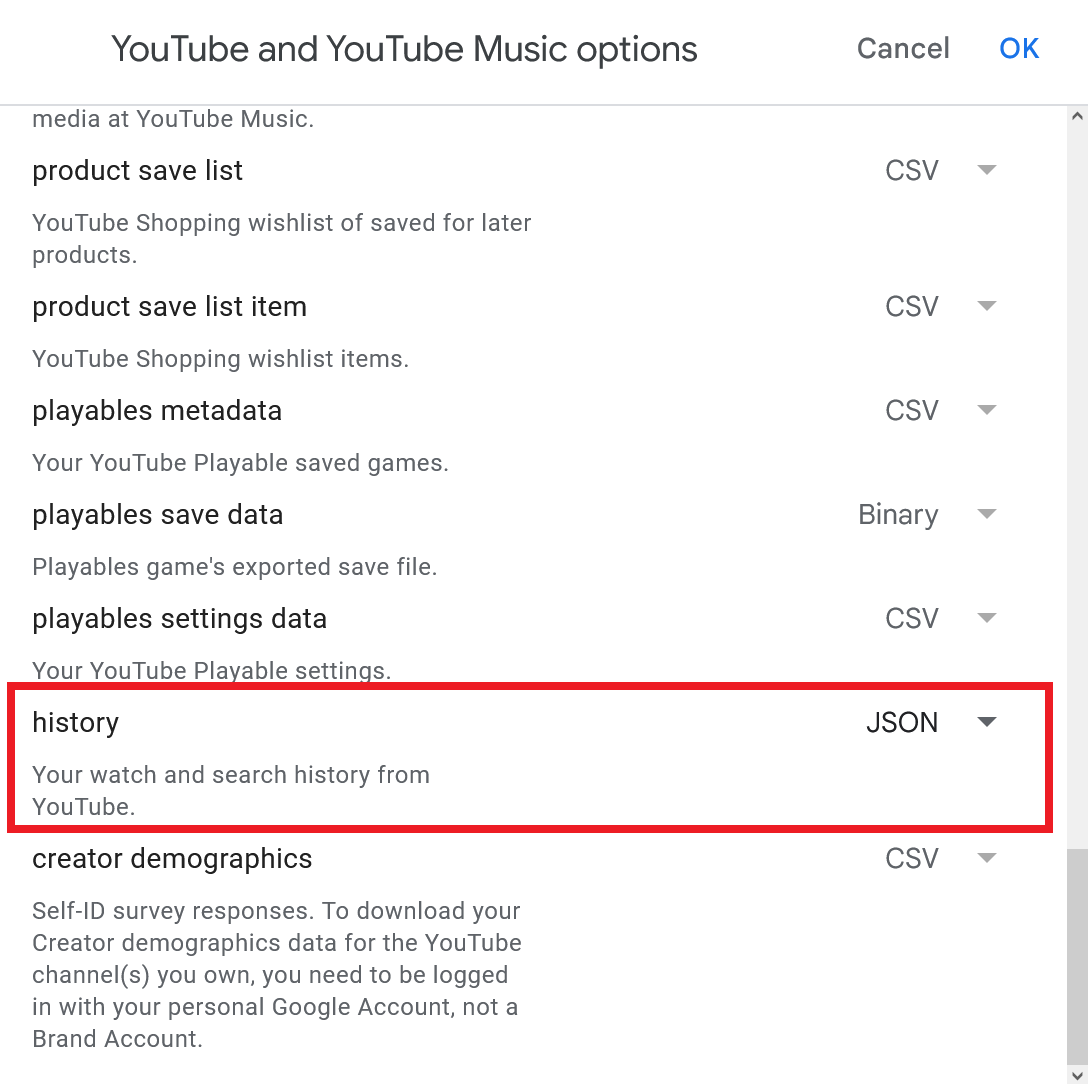 YouTube and YouTube Music options Cancel OK
media at YouTube Music.
product save list CSV
YouTube Shopping wishlist of saved for later
products.
product save list item CSV
YouTube Shopping wishlist items.
playables metadata CSV
Your YouTube Playable saved games.
playables save data Binary
Playables game's exported save file.
playables settings data CSV
Your YouTube Playable settings.
history JSON
Your watch and search history from
YouTube.
creator demographics CSV
Self-ID survey responses. To download your
Creator demographics data for the YouTube
channel(s) you own, you need to be logged
in with your personal Google Account, not a
Brand Account.